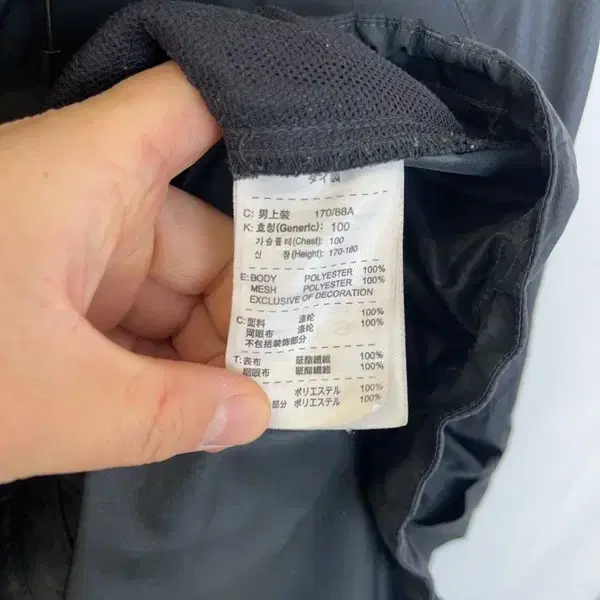 タイ製
C: 男上裝 170/88A
K: 호칭(Generic): 100
가슴둘레(Chest): 100
신 장(Height): 170-180
E: BODY POLYESTER 100%
MESH POLYESTER 100%
EXCLUSIVE OF DECORATION
C: 面料 涤纶 100%
网眼布 涤纶 100%
不包括装饰部分
T: 表布 聚酯纖維 100%
網眼布 聚酯纖維 100%
ポリエステル 100%
部分 ポリエステル 100%